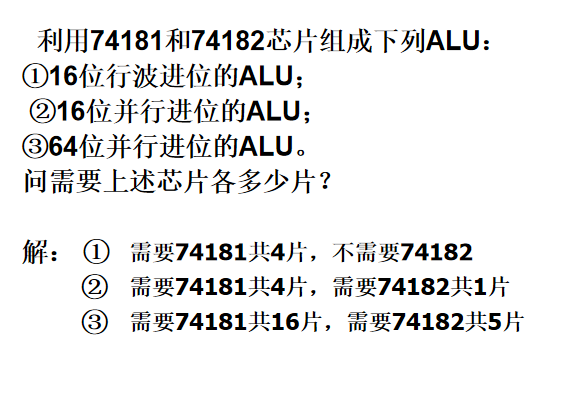 利用74181和74182芯片组成下列ALU：
①16位行波进位的ALU；
②16位并行进位的ALU；
③64位并行进位的ALU。
问需要上述芯片各多少片？
解： ① 需要74181共4片，不需要74182
② 需要74181共4片，需要74182共1片
③ 需要74181共16片，需要74182共5片